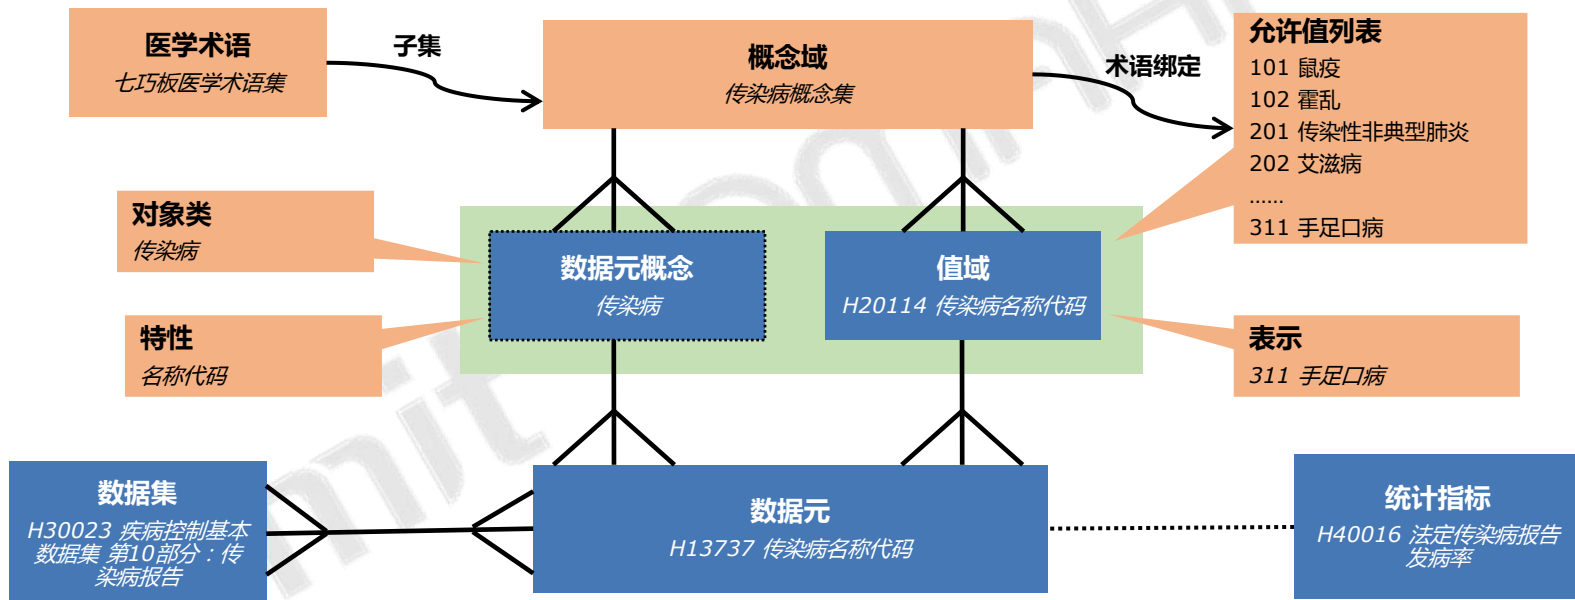 医学术语
七巧板医学术语集
子集
概念域
传染病概念集
术语绑定
允许值列表
101 鼠疫
102 霍乱
201 传染性非典型肺炎
202 艾滋病
......
311 手足口病
对象类
传染病
特性
名称代码
数据元概念
传染病
值域
H20114 传染病名称代码
表示
311 手足口病
数据集
H30023 疾病控制基本
数据集 第10部分：传
染病报告
数据元
H13737 传染病名称代码
统计指标
H40016 法定传染病报告
发病率